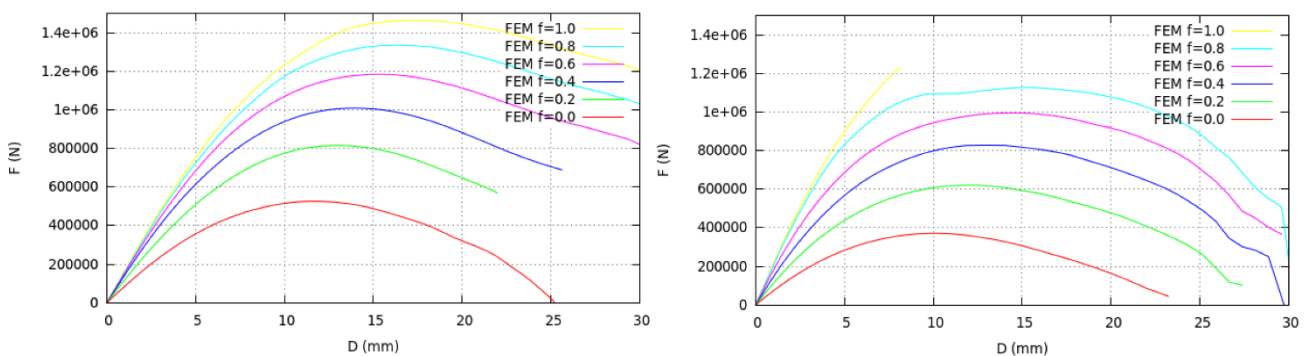 1.4e+06
1.2e+06
1e+06
800000
600000
400000
200000
0
F (N)
0 5 10 15 20 25 30
D (mm)
FEM f=1.0
FEM f=0.8
FEM f=0.6
FEM f=0.4
FEM f=0.2
FEM f=0.0
1.4e+06
1.2e+06
1e+06
800000
600000
400000
200000
0
F (N)
0 5 10 15 20 25 30
D (mm)
FEM f=1.0
FEM f=0.8
FEM f=0.6
FEM f=0.4
FEM f=0.2
FEM f=0.0